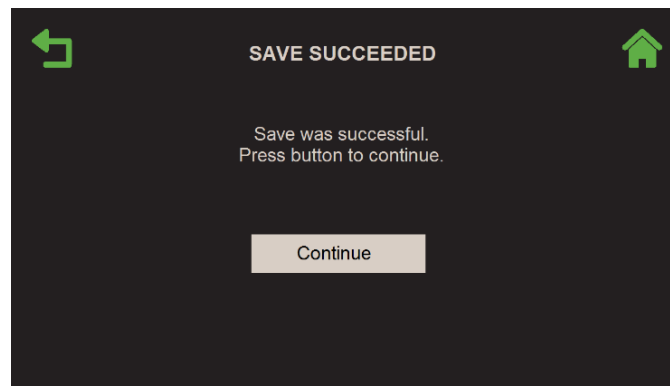 SAVE SUCCEEDED
Save was successful.
Press button to continue.
Continue